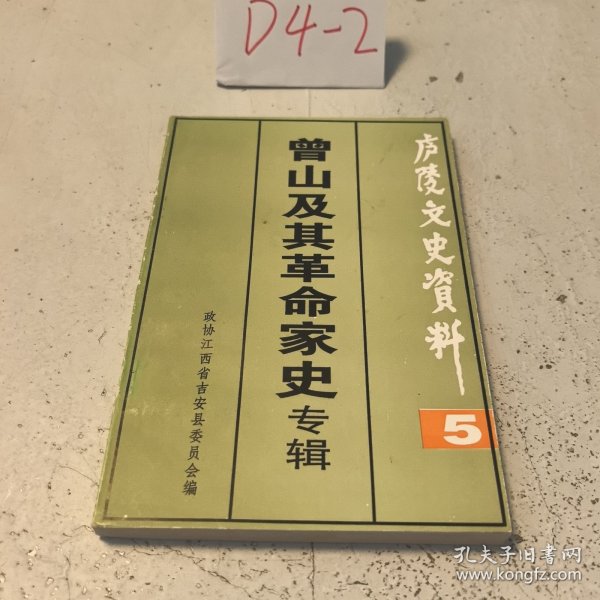 D4-2
庐陵文史資料
5
曾山及其革命家史专辑
政协江西省吉安县委员会编
孔夫子旧书网
www.kongfz.com